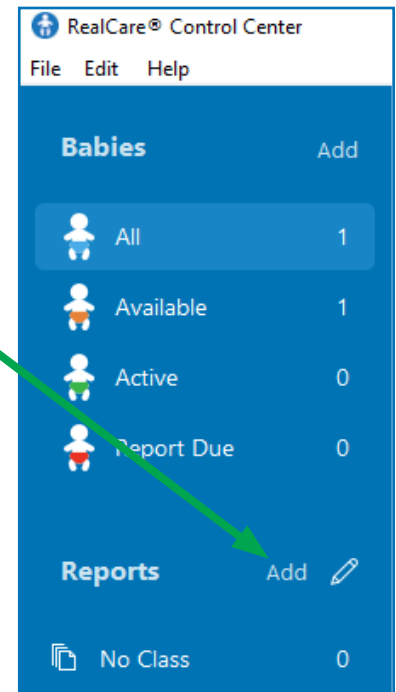 RealCare® Control Center
File Edit Help
Babies Add
All 1
Available 1
Active 0
Report Due 0
Reports Add
No Class 0